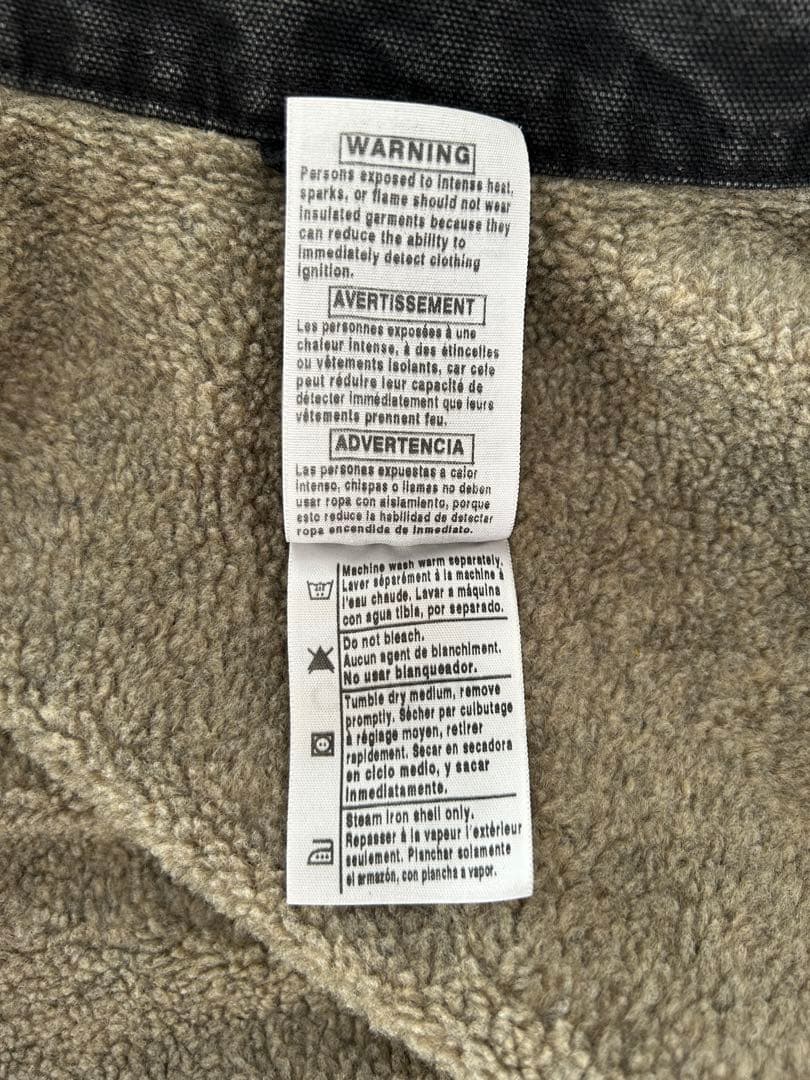 WARNING
Persons exposed to intense heat,
sparks, or flame should not wear
insulated garments because they
can reduce the ability to
immediately detect clothing
ignition.
AVERTISSEMENT
Les personnes exposées à une
chaleur intense, à des étincelles
ou vêtements isolants, car cele
peut réduire leur capacité de
détecter immédiatement que leurs
vêtements prennent feu.
ADVERTENCIA
Las personas expuestas a calor
intenso, chispas o llamas no deben
usar ropa con aislamiento, porque
esto reduce la habilidad de detectar
ropa encendida de inmediato.
Machine wash warm separately.
Laver séparément à la machine à
l'eau chaude. Lavar a máquina
con agua tibia, por separado.
Do not bleach.
Aucun agent de blanchiment.
No usar blanqueador.
Tumble dry medium, remove
promptly. Sécher par culbutage
à réglage moyen, retirer
rapidement. Secar en secadora
en ciclo medio, y sacar
inmediatamente.
Steam iron shell only.
Repasser à la vapeur l'extérieur
seulement. Planchar solamente
el armazón, con plancha a vapor.